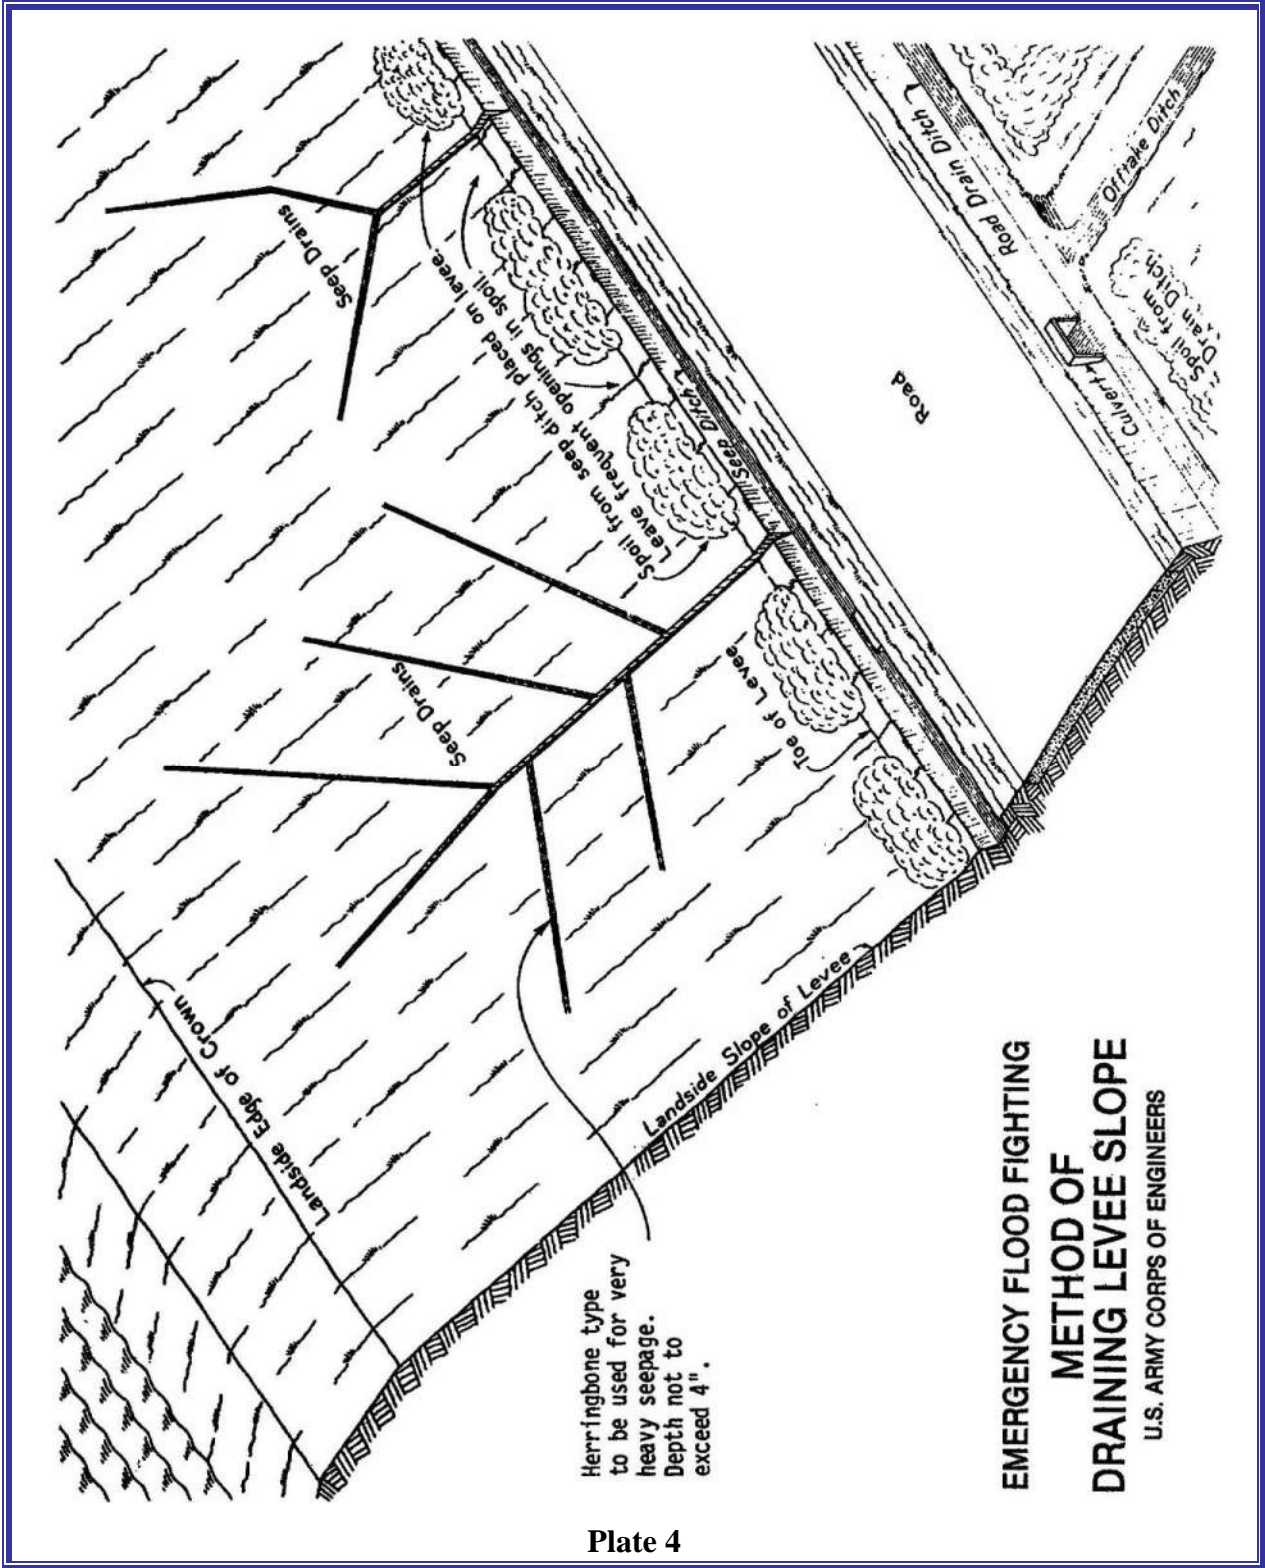 Landside Edge of Crown
Seep Drains
Seep Drains
Spoil from seep ditch placed on levee.
Leave frequent openings in spoil.
Seep Ditch
Toe of Levee
Landside Slope of Levee
Road
Road Drain Ditch
Offtake Ditch
Culvert
Spoil from
Drain Ditch
Herringbone type
to be used for very
heavy seepage.
Depth not to
exceed 4".
EMERGENCY FLOOD FIGHTING
METHOD OF
DRAINING LEVEE SLOPE
U.S. ARMY CORPS OF ENGINEERS
Plate 4